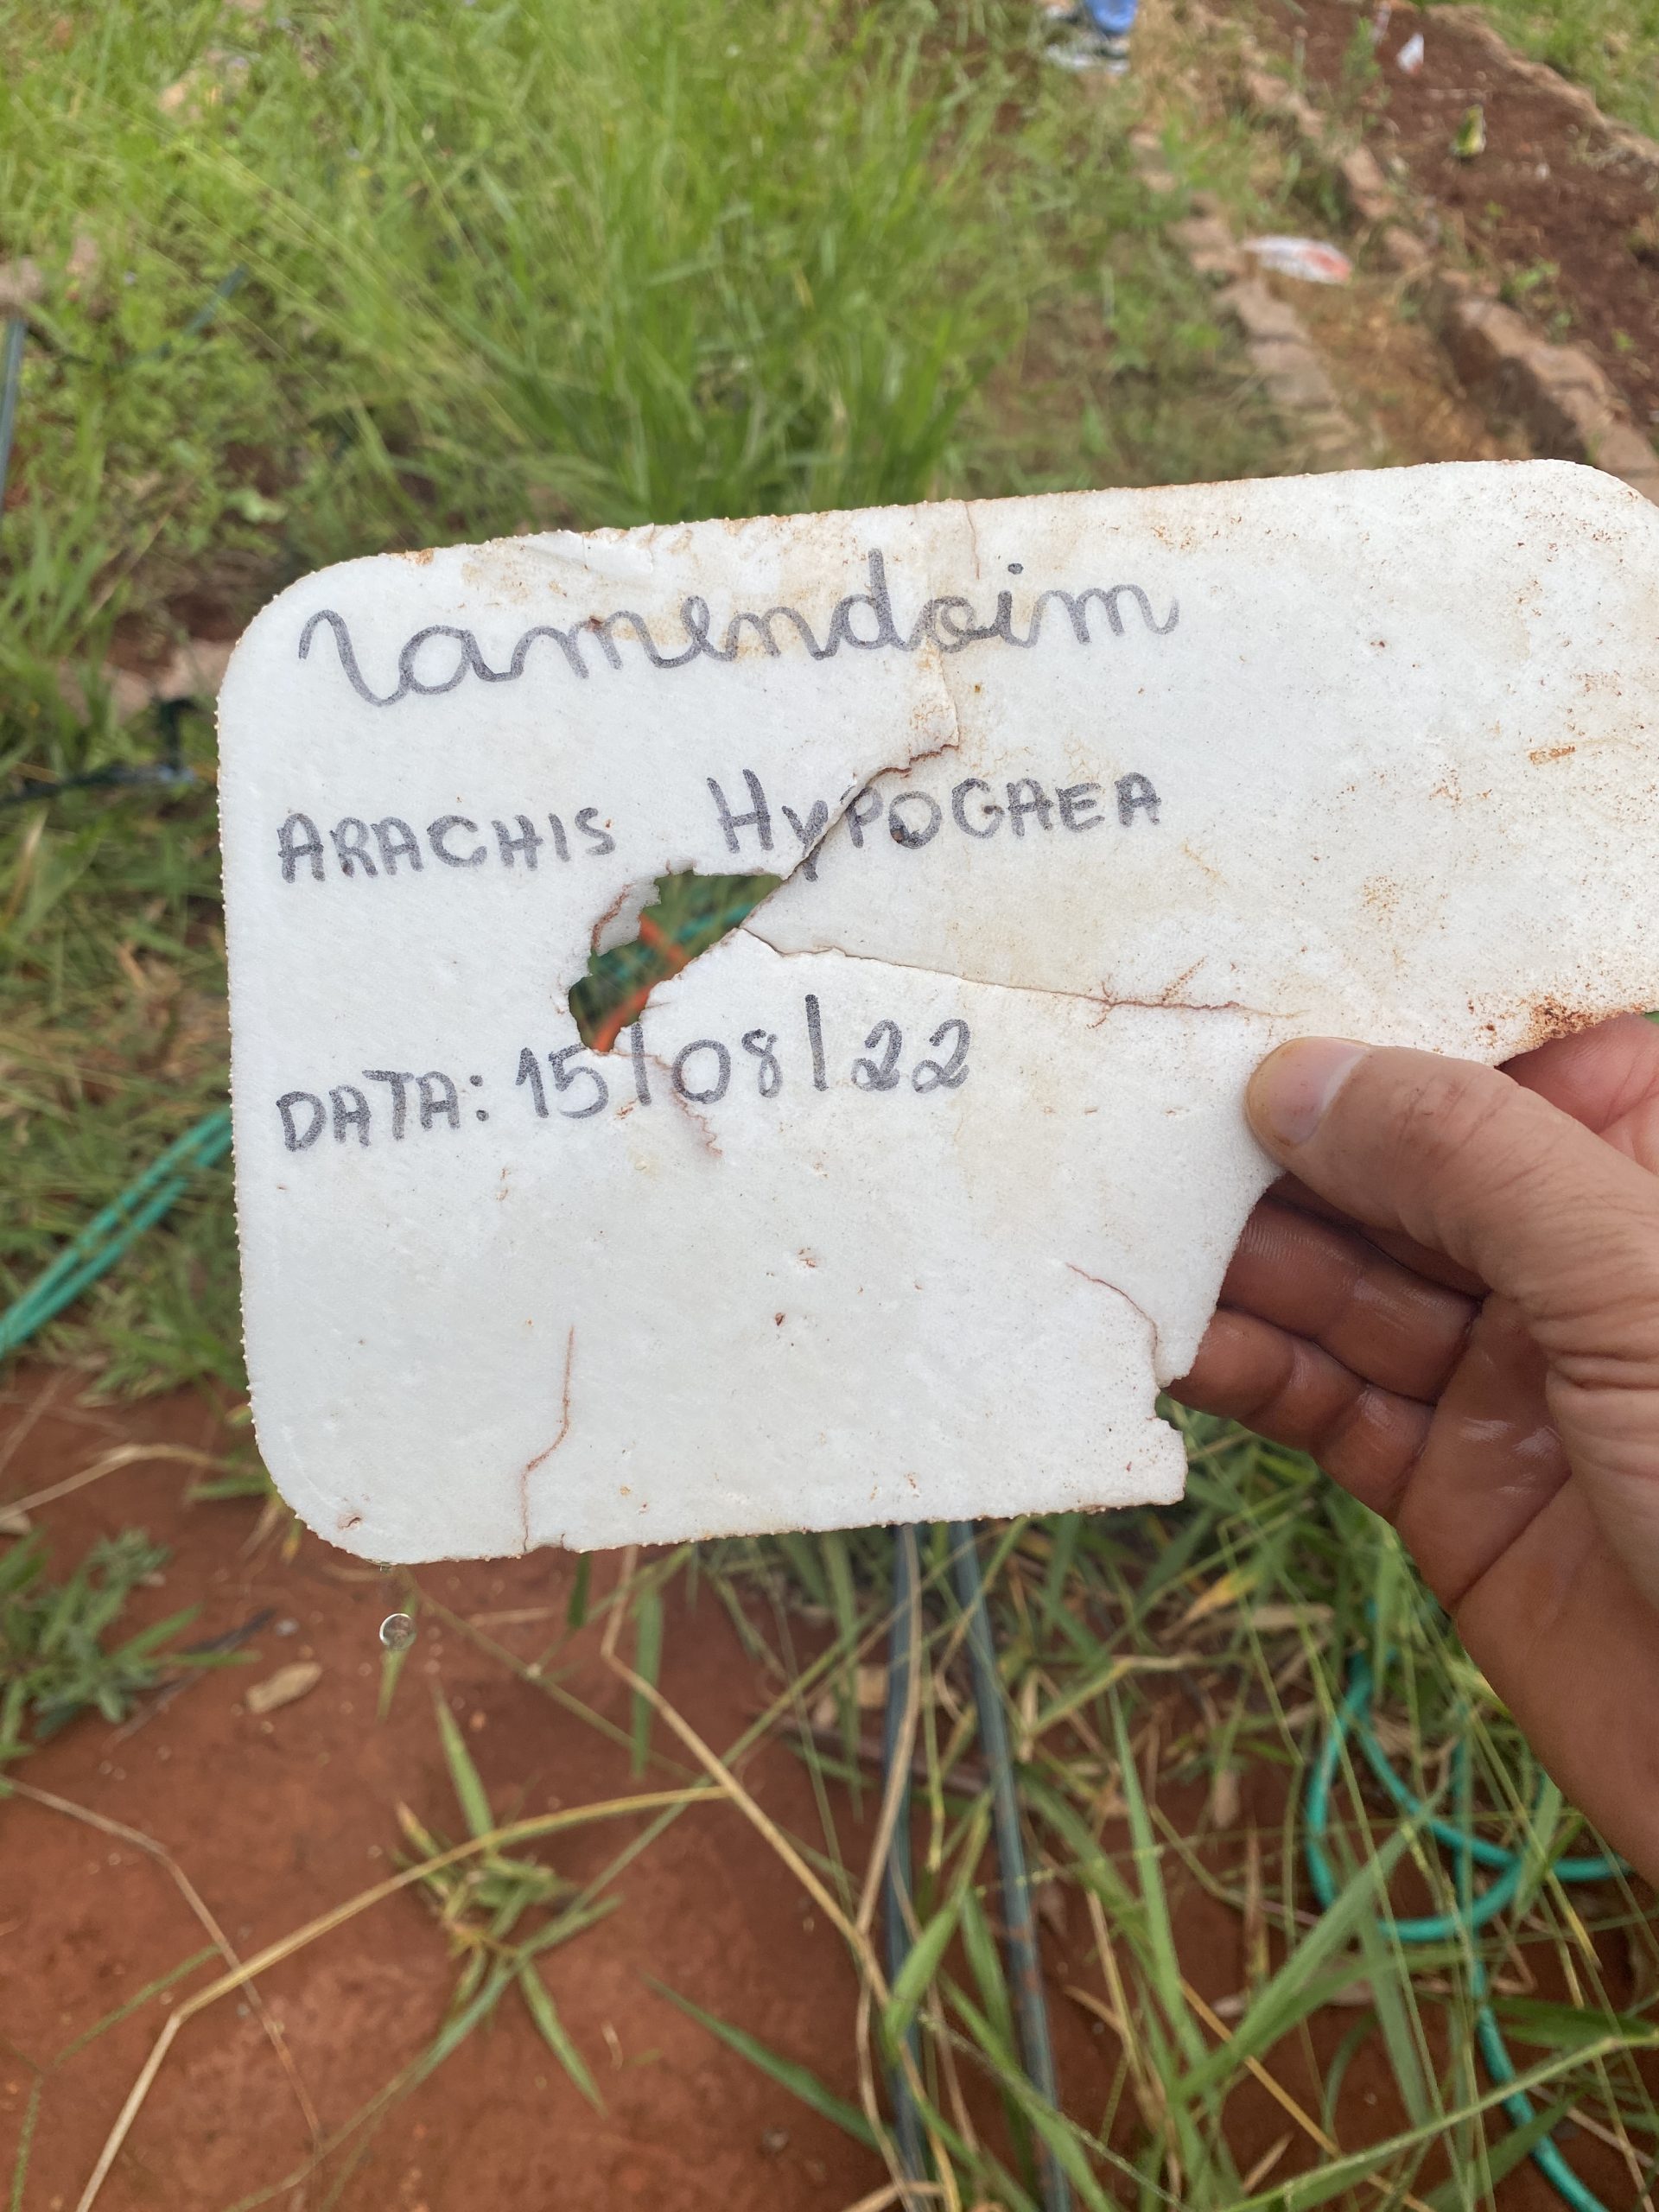 Amendoim
ARACHIS HyPOGAEA
DATA: 15/08/22